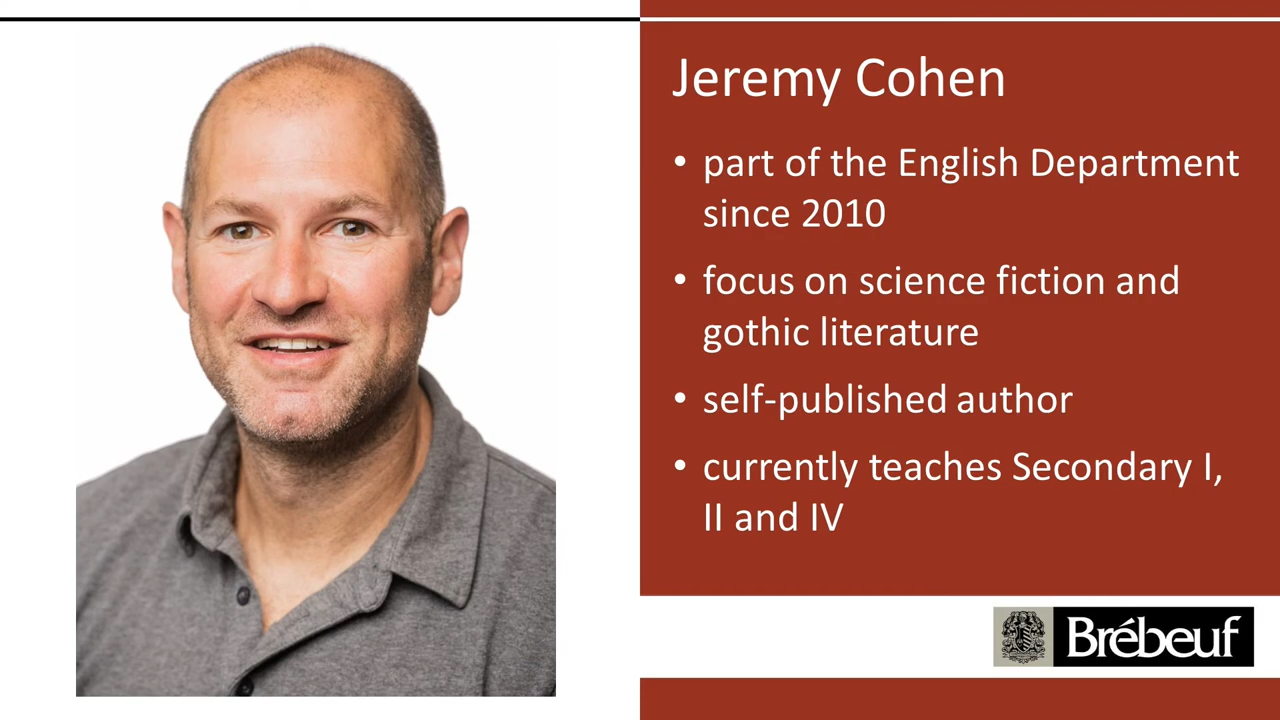 Jeremy Cohen
• part of the English Department
since 2010
• focus on science fiction and
gothic literature
• self-published author
• currently teaches Secondary I,
II and IV
Brébeuf